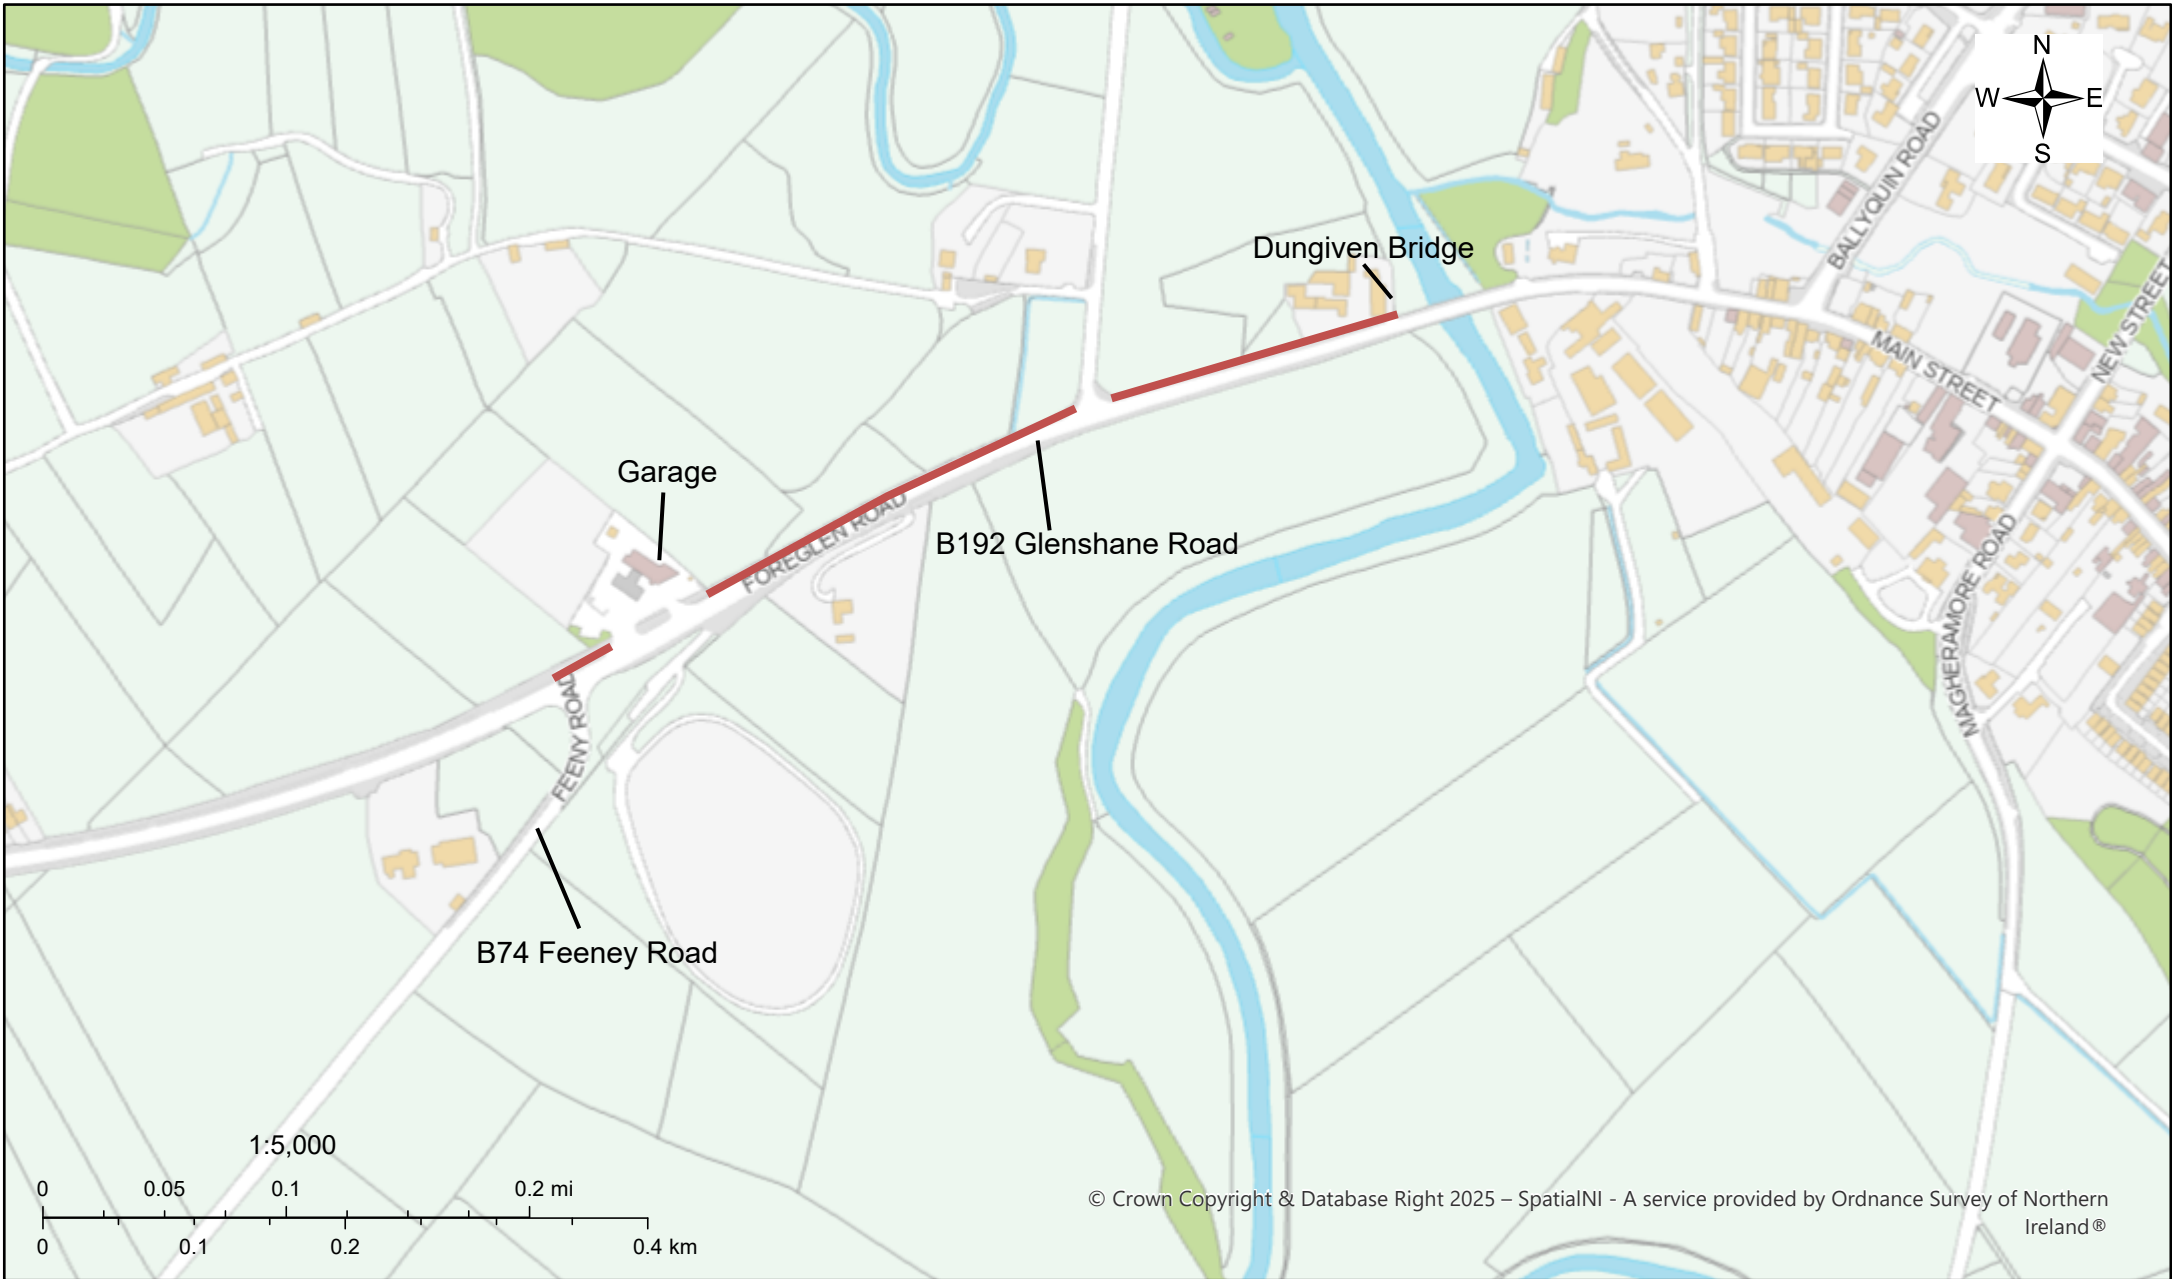 N
W E
S
BALLYQUIN ROAD
Dungiven Bridge
NEW STREET
MAIN STREET
Garage
FOREGLEN ROAD
B192 Glenshane Road
MAGHERAMORE ROAD
FEENY ROAD
B74 Feeney Road
1:5,000
0 0.05 0.1 0.2 mi
0 0.1 0.2 0.4 km
© Crown Copyright & Database Right 2025 – SpatialNI - A service provided by Ordnance Survey of Northern
Ireland®